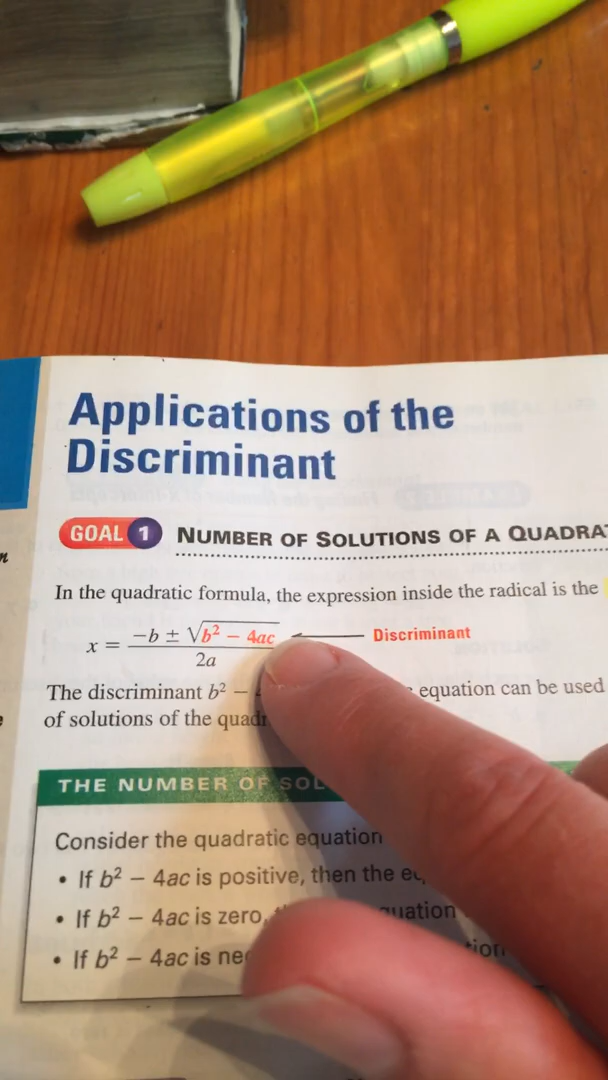 Applications of the
Discriminant
GOAL 1 NUMBER OF SOLUTIONS OF A QUADRA
In the quadratic formula, the expression inside the radical is the
x = −b ± √b² − 4ac / 2a ← Discriminant
The discriminant b² − equation can be used
of solutions of the quadr
THE NUMBER OF SOL
Consider the quadratic equation
• If b² − 4ac is positive, then the eq
• If b² − 4ac is zero, uation
• If b² − 4ac is neg tion